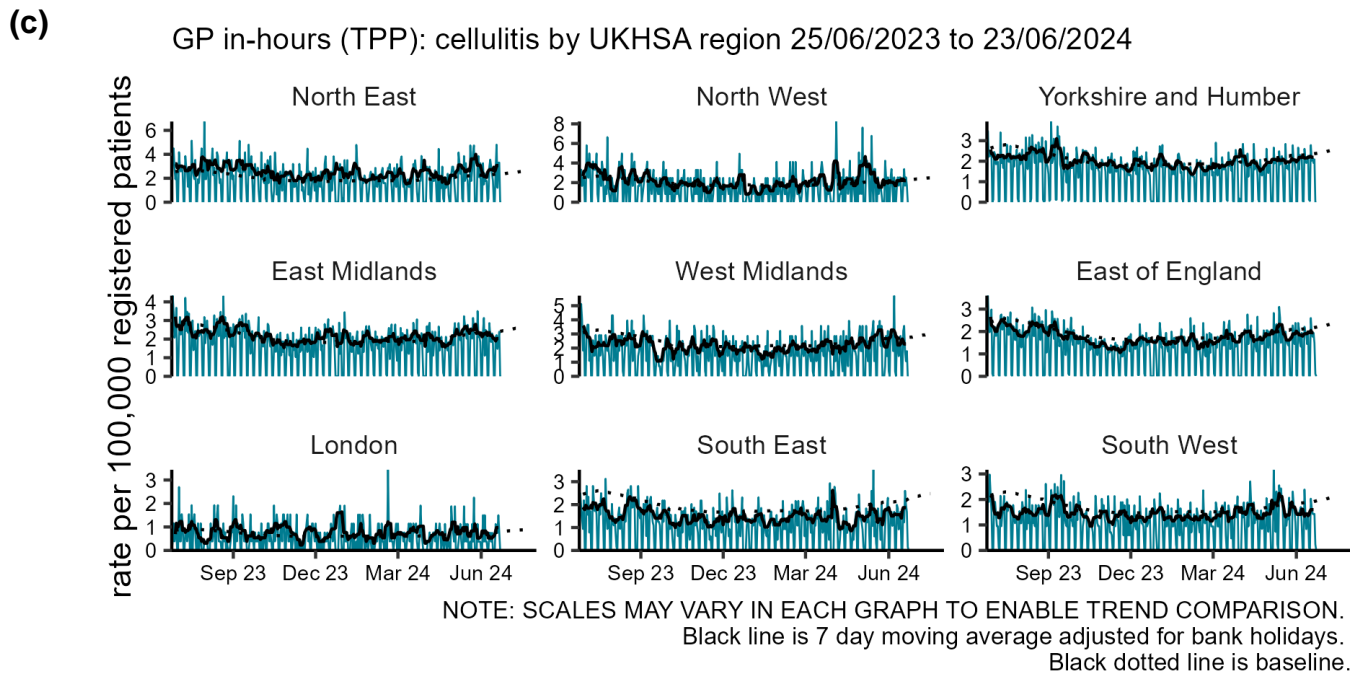 (c)
GP in-hours (TPP): cellulitis by UKHSA region 25/06/2023 to 23/06/2024
rate per 100,000 registered patients
North East
6
4
2
0
North West
8
6
4
2
0
Yorkshire and Humber
3
2
1
0
East Midlands
4
3
2
1
0
West Midlands
5
4
3
2
2
0
East of England
3
2
1
0
London
3
2
1
0
South East
3
2
2
1
0
South West
3
2
1
0
Sep 23 Dec 23 Mar 24 Jun 24
Sep 23 Dec 23 Mar 24 Jun 24
Sep 23 Dec 23 Mar 24 Jun 24
NOTE: SCALES MAY VARY IN EACH GRAPH TO ENABLE TREND COMPARISON.
Black line is 7 day moving average adjusted for bank holidays.
Black dotted line is baseline.